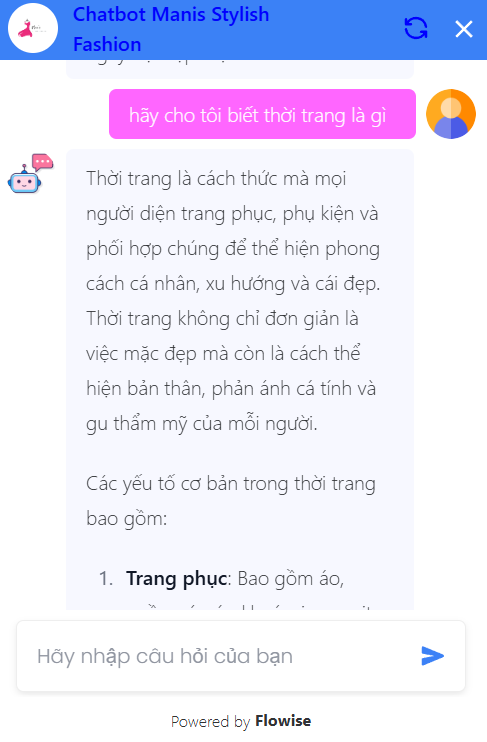 Chatbot Manis Stylish
Fashion
hãy cho tôi biết thời trang là gì
Thời trang là cách thức mà mọi
người diện trang phục, phụ kiện và
phối hợp chúng để thể hiện phong
cách cá nhân, xu hướng và cái đẹp.
Thời trang không chỉ đơn giản là
việc mặc đẹp mà còn là cách thể
hiện bản thân, phản ánh cá tính và
gu thẩm mỹ của mỗi người.
Các yếu tố cơ bản trong thời trang
bao gồm:
1. Trang phục: Bao gồm áo,
Hãy nhập câu hỏi của bạn
Powered by Flowise